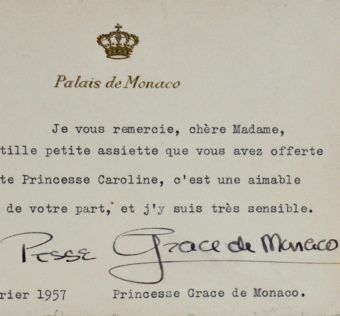 Palais de Monaco
Je vous remercie, chère Madame,
tille petite assiette que vous avez offerte
te Princesse Caroline, c'est une aimable
de votre part, et j'y suis très sensible.
Pesse Grace de Monaco
rier 1957 Princesse Grace de Monaco.